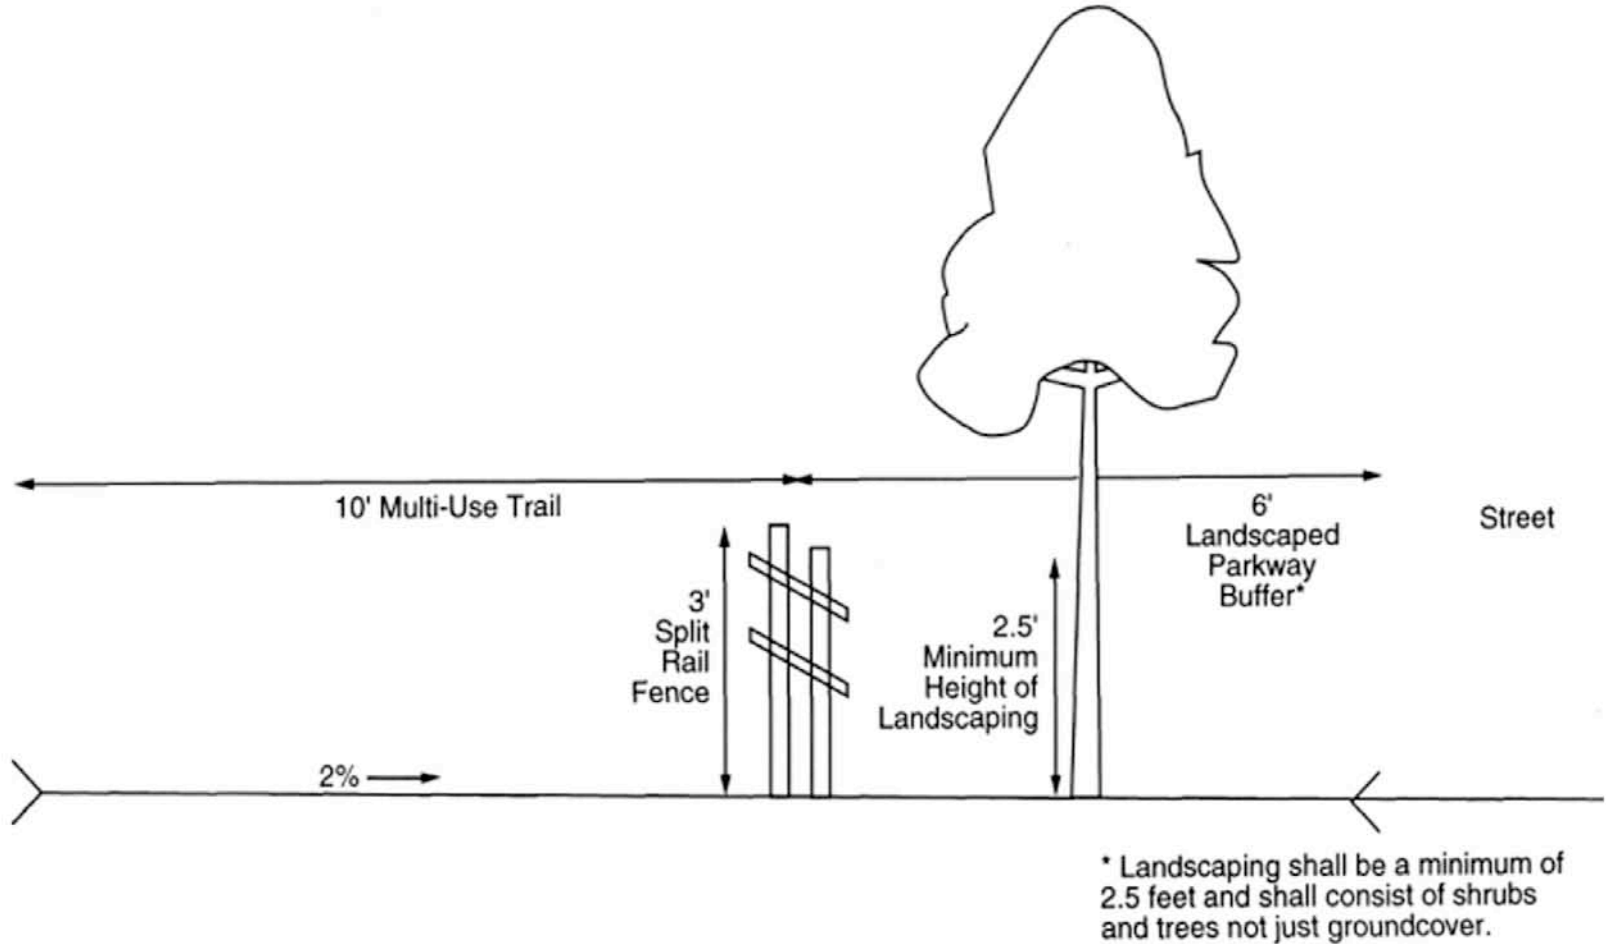 10' Multi-Use Trail
6'
Landscaped
Parkway
Buffer*
Street
3'
Split
Rail
Fence
2.5'
Minimum
Height of
Landscaping
2%
* Landscaping shall be a minimum of
2.5 feet and shall consist of shrubs
and trees not just groundcover.